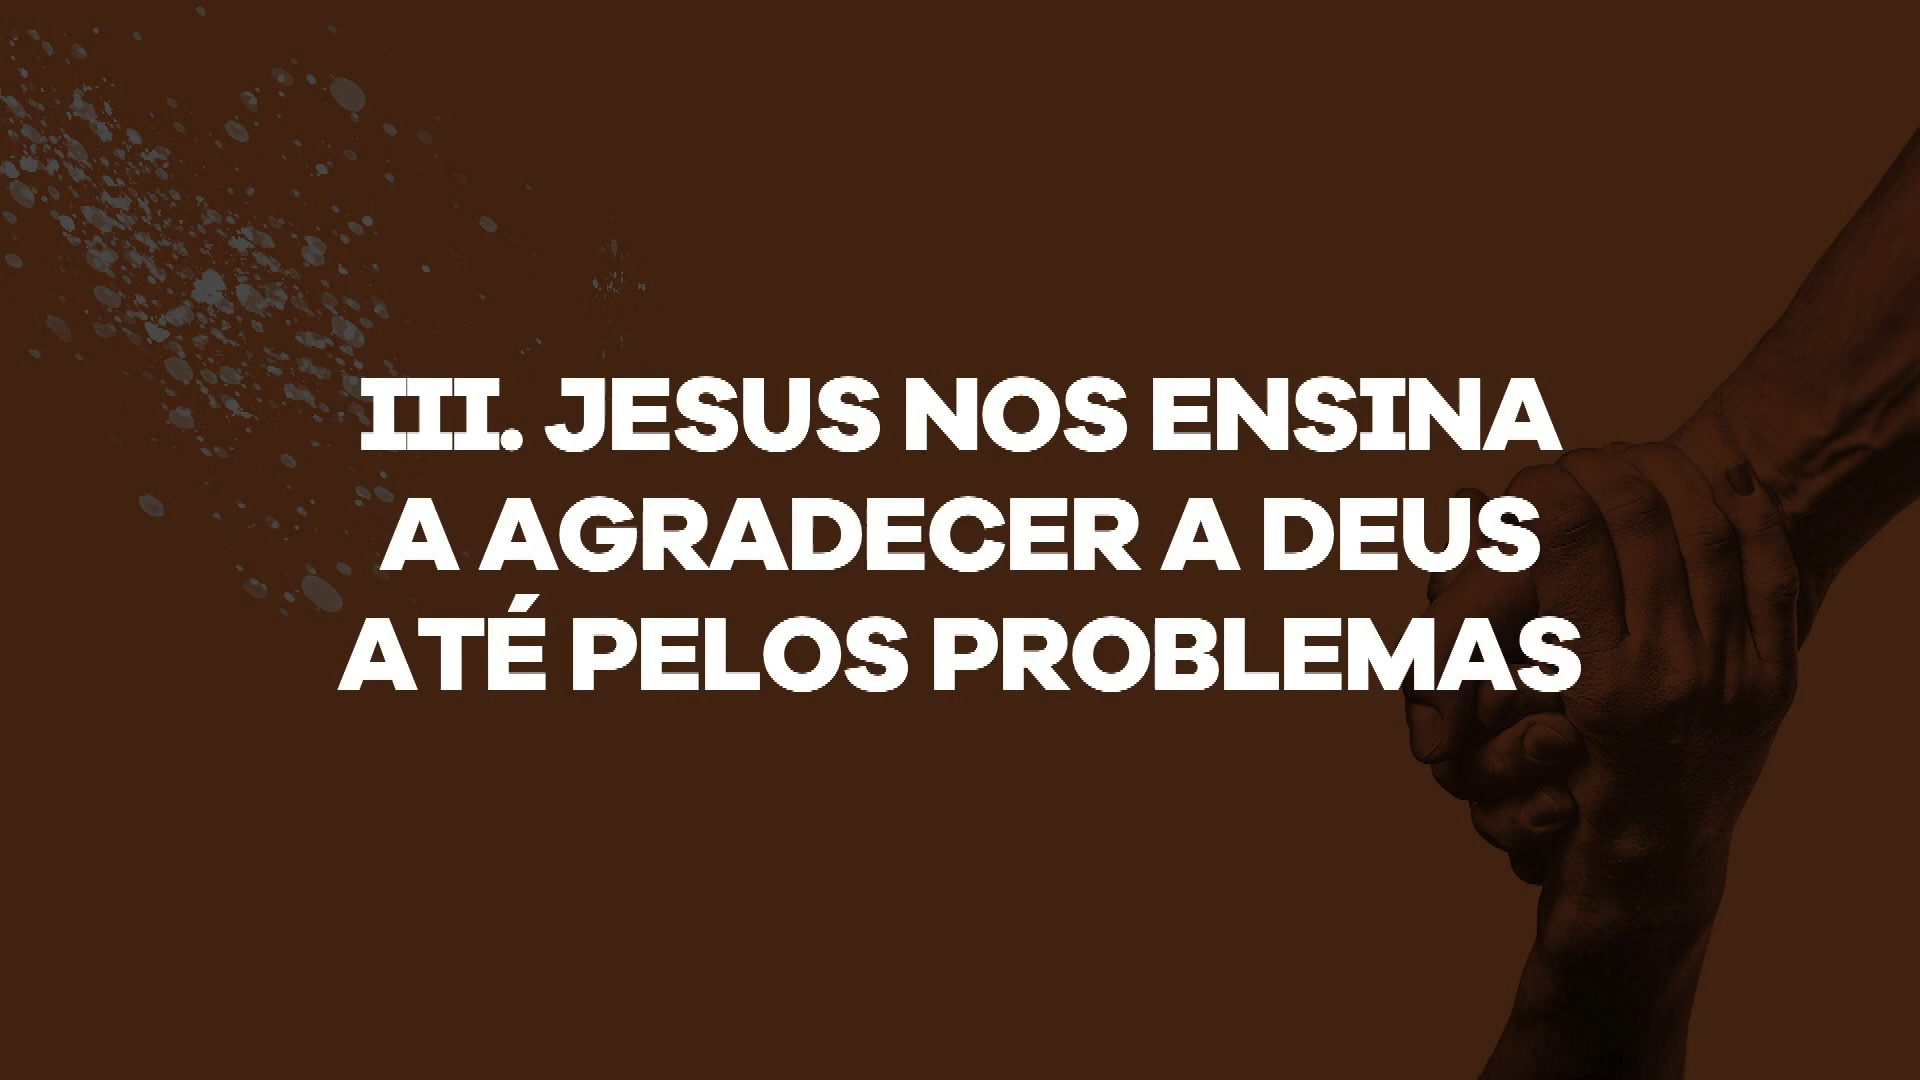 III. JESUS NOS ENSINA
A AGRADECER A DEUS
ATÉ PELOS PROBLEMAS